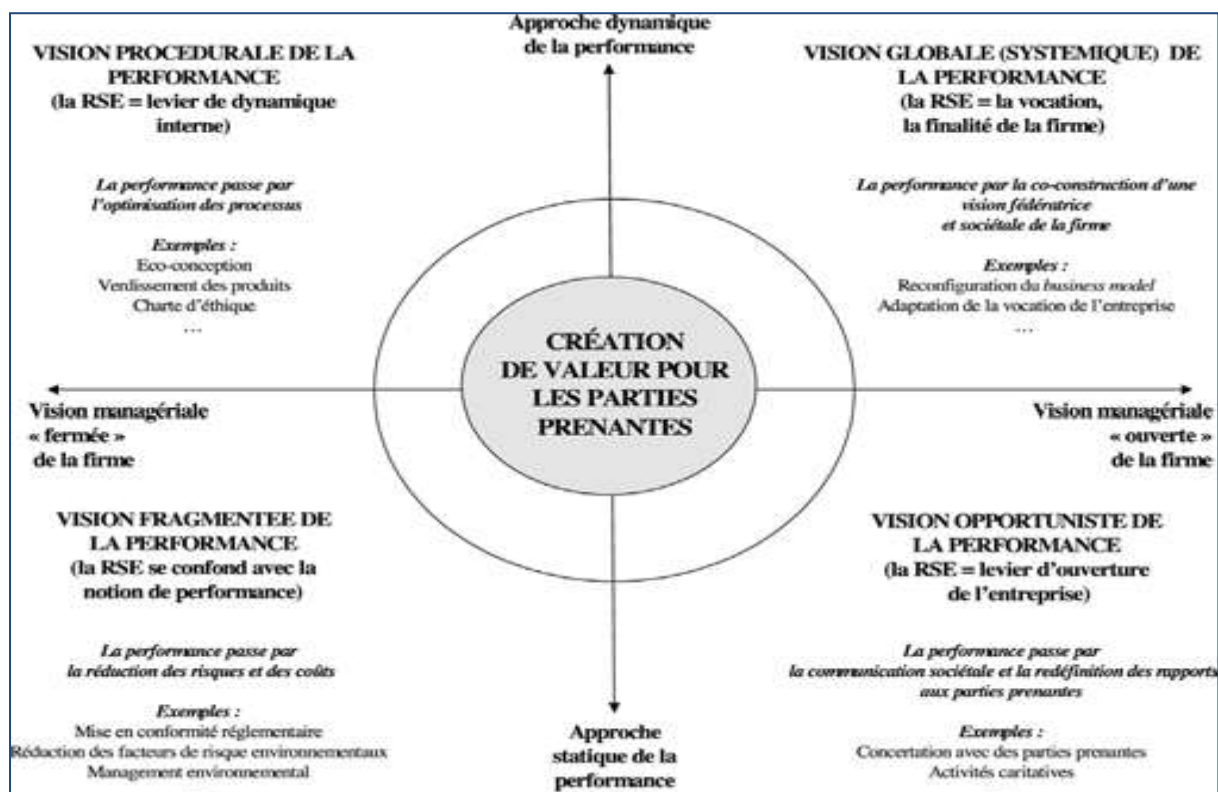 Approche dynamique
de la performance
VISION PROCEDURALE DE LA
PERFORMANCE
(la RSE = levier de dynamique
interne)
La performance passe par
l'optimisation des processus
Exemples :
Eco-conception
Verdissement des produits
Charte d'éthique
…
VISION GLOBALE (SYSTEMIQUE) DE
LA PERFORMANCE
(la RSE = la vocation,
la finalité de la firme)
La performance par la co-construction d'une
vision fédératrice
et sociétale de la firme
Exemples :
Reconfiguration du business model
Adaptation de la vocation de l'entreprise
…
CRÉATION
DE VALEUR POUR
LES PARTIES
PRENANTES
Vision managériale
« fermée »
de la firme
Vision managériale
« ouverte »
de la firme
VISION FRAGMENTEE DE
LA PERFORMANCE
(la RSE se confond avec la
notion de performance)
La performance passe par
la réduction des risques et des coûts
Exemples :
Mise en conformité réglementaire
Réduction des facteurs de risque environnementaux
Management environnemental
VISION OPPORTUNISTE DE
LA PERFORMANCE
(la RSE = levier d'ouverture
de l'entreprise)
La performance passe par
la communication sociétale et la redéfinition des rapports
aux parties prenantes
Exemples :
Concertation avec des parties prenantes
Activités caritatives
Approche
statique de la
performance